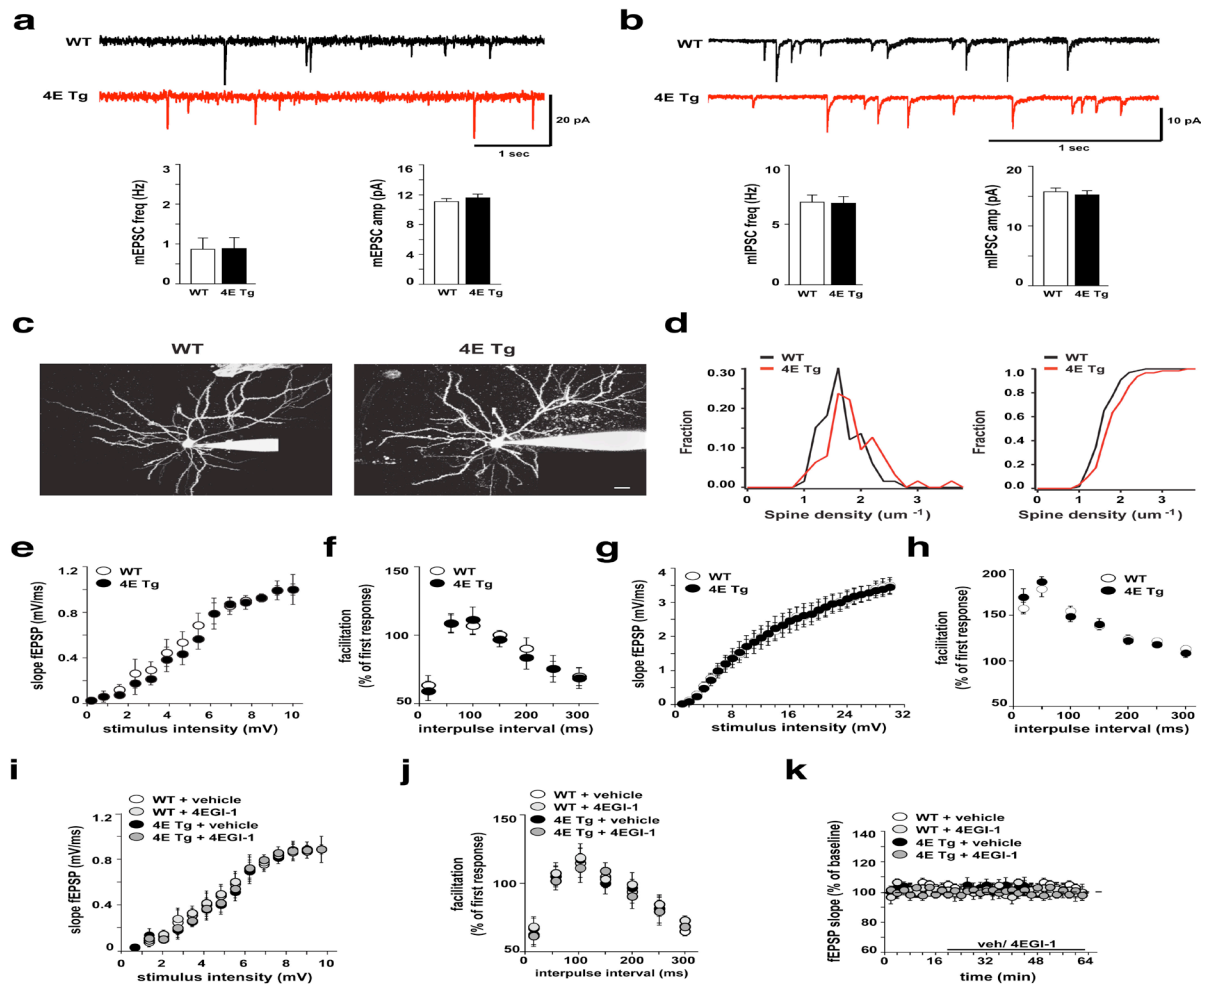 a
WT
4E Tg
20 pA
1 sec
mEPSC freq (Hz)
3
2
1
0
WT 4E Tg
mEPSC amp (pA)
16
12
8
4
0
WT 4E Tg
b
WT
4E Tg
10 pA
1 sec
mIPSC freq (Hz)
10
5
0
WT 4E Tg
mIPSC amp (pA)
20
10
0
WT 4E Tg
c
WT
4E Tg
d
WT
4E Tg
Fraction
0.30
0.20
0.10
0.00
0 1 2 3
Spine density (um -1)
WT
4E Tg
Fraction
1.0
0.8
0.6
0.4
0.2
0.0
0 1 2 3
Spine density (um -1)
e
WT
4E Tg
slope fEPSP (mV/ms)
1.2
0.8
0.4
0
0 2 4 6 8 10
stimulus intensity (mV)
f
WT
4E Tg
facilitation
(% of first response)
150
100
50
0 100 200 300
interpulse interval (ms)
g
WT
4E Tg
slope fEPSP (mV/ms)
4
3
2
1
0
0 8 16 24 32
stimulus intensity (mV)
h
WT
4E Tg
facilitation
(% of first response)
200
150
100
50
0 100 200 300
interpulse interval (ms)
i
WT + vehicle
WT + 4EGI-1
4E Tg + vehicle
4E Tg + 4EGI-1
slope fEPSP (mV/ms)
1.2
0.8
0.4
0
0 2 4 6 8 10
stimulus intensity (mV)
j
WT + vehicle
WT + 4EGI-1
4E Tg + vehicle
4E Tg + 4EGI-1
facilitation
(% of first response)
150
100
50
0 100 200 300
interpulse interval (ms)
k
WT + vehicle
WT + 4EGI-1
4E Tg + vehicle
4E Tg + 4EGI-1
fEPSP slope (% of baseline)
140
120
100
80
60
veh/ 4EGI-1
0 16 32 48 64
time (min)